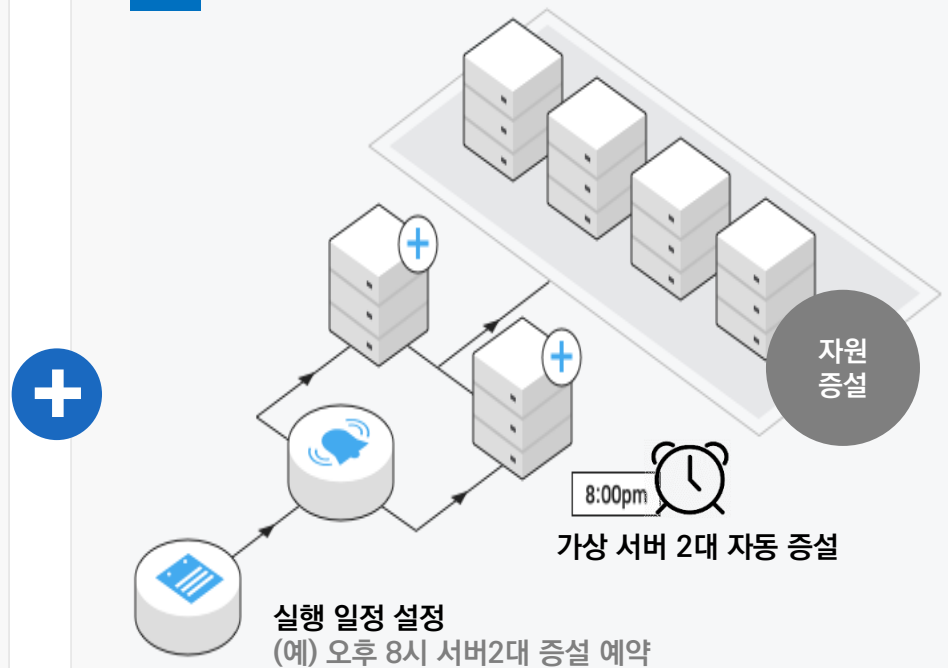 자원
증설
8:00pm
가상 서버 2대 자동 증설
실행 일정 설정
(예) 오후 8시 서버2대 증설 예약